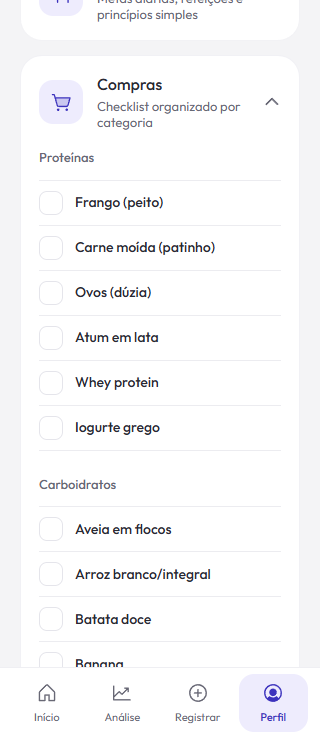 Metas diárias, refeições e
princípios simples
Compras
Checklist organizado por
categoria
Proteínas
Frango (peito)
Carne moída (patinho)
Ovos (dúzia)
Atum em lata
Whey protein
Iogurte grego
Carboidratos
Aveia em flocos
Arroz branco/integral
Batata doce
Banana
Início
Análise
Registrar
Perfil